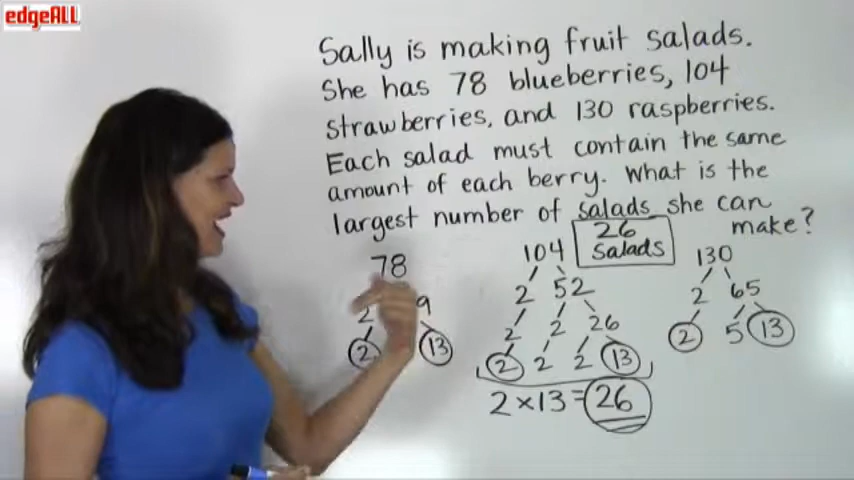 edgeALL
Sally is making fruit salads.
She has 78 blueberries, 104
strawberries, and 130 raspberries.
Each salad must contain the same
amount of each berry. What is the
largest number of salads she can
make?
26
Salads
78
2 9
2 13
104
2 52
2 2 26
2 2 2 13
2 × 13 = 26
130
2 65
2 5 13